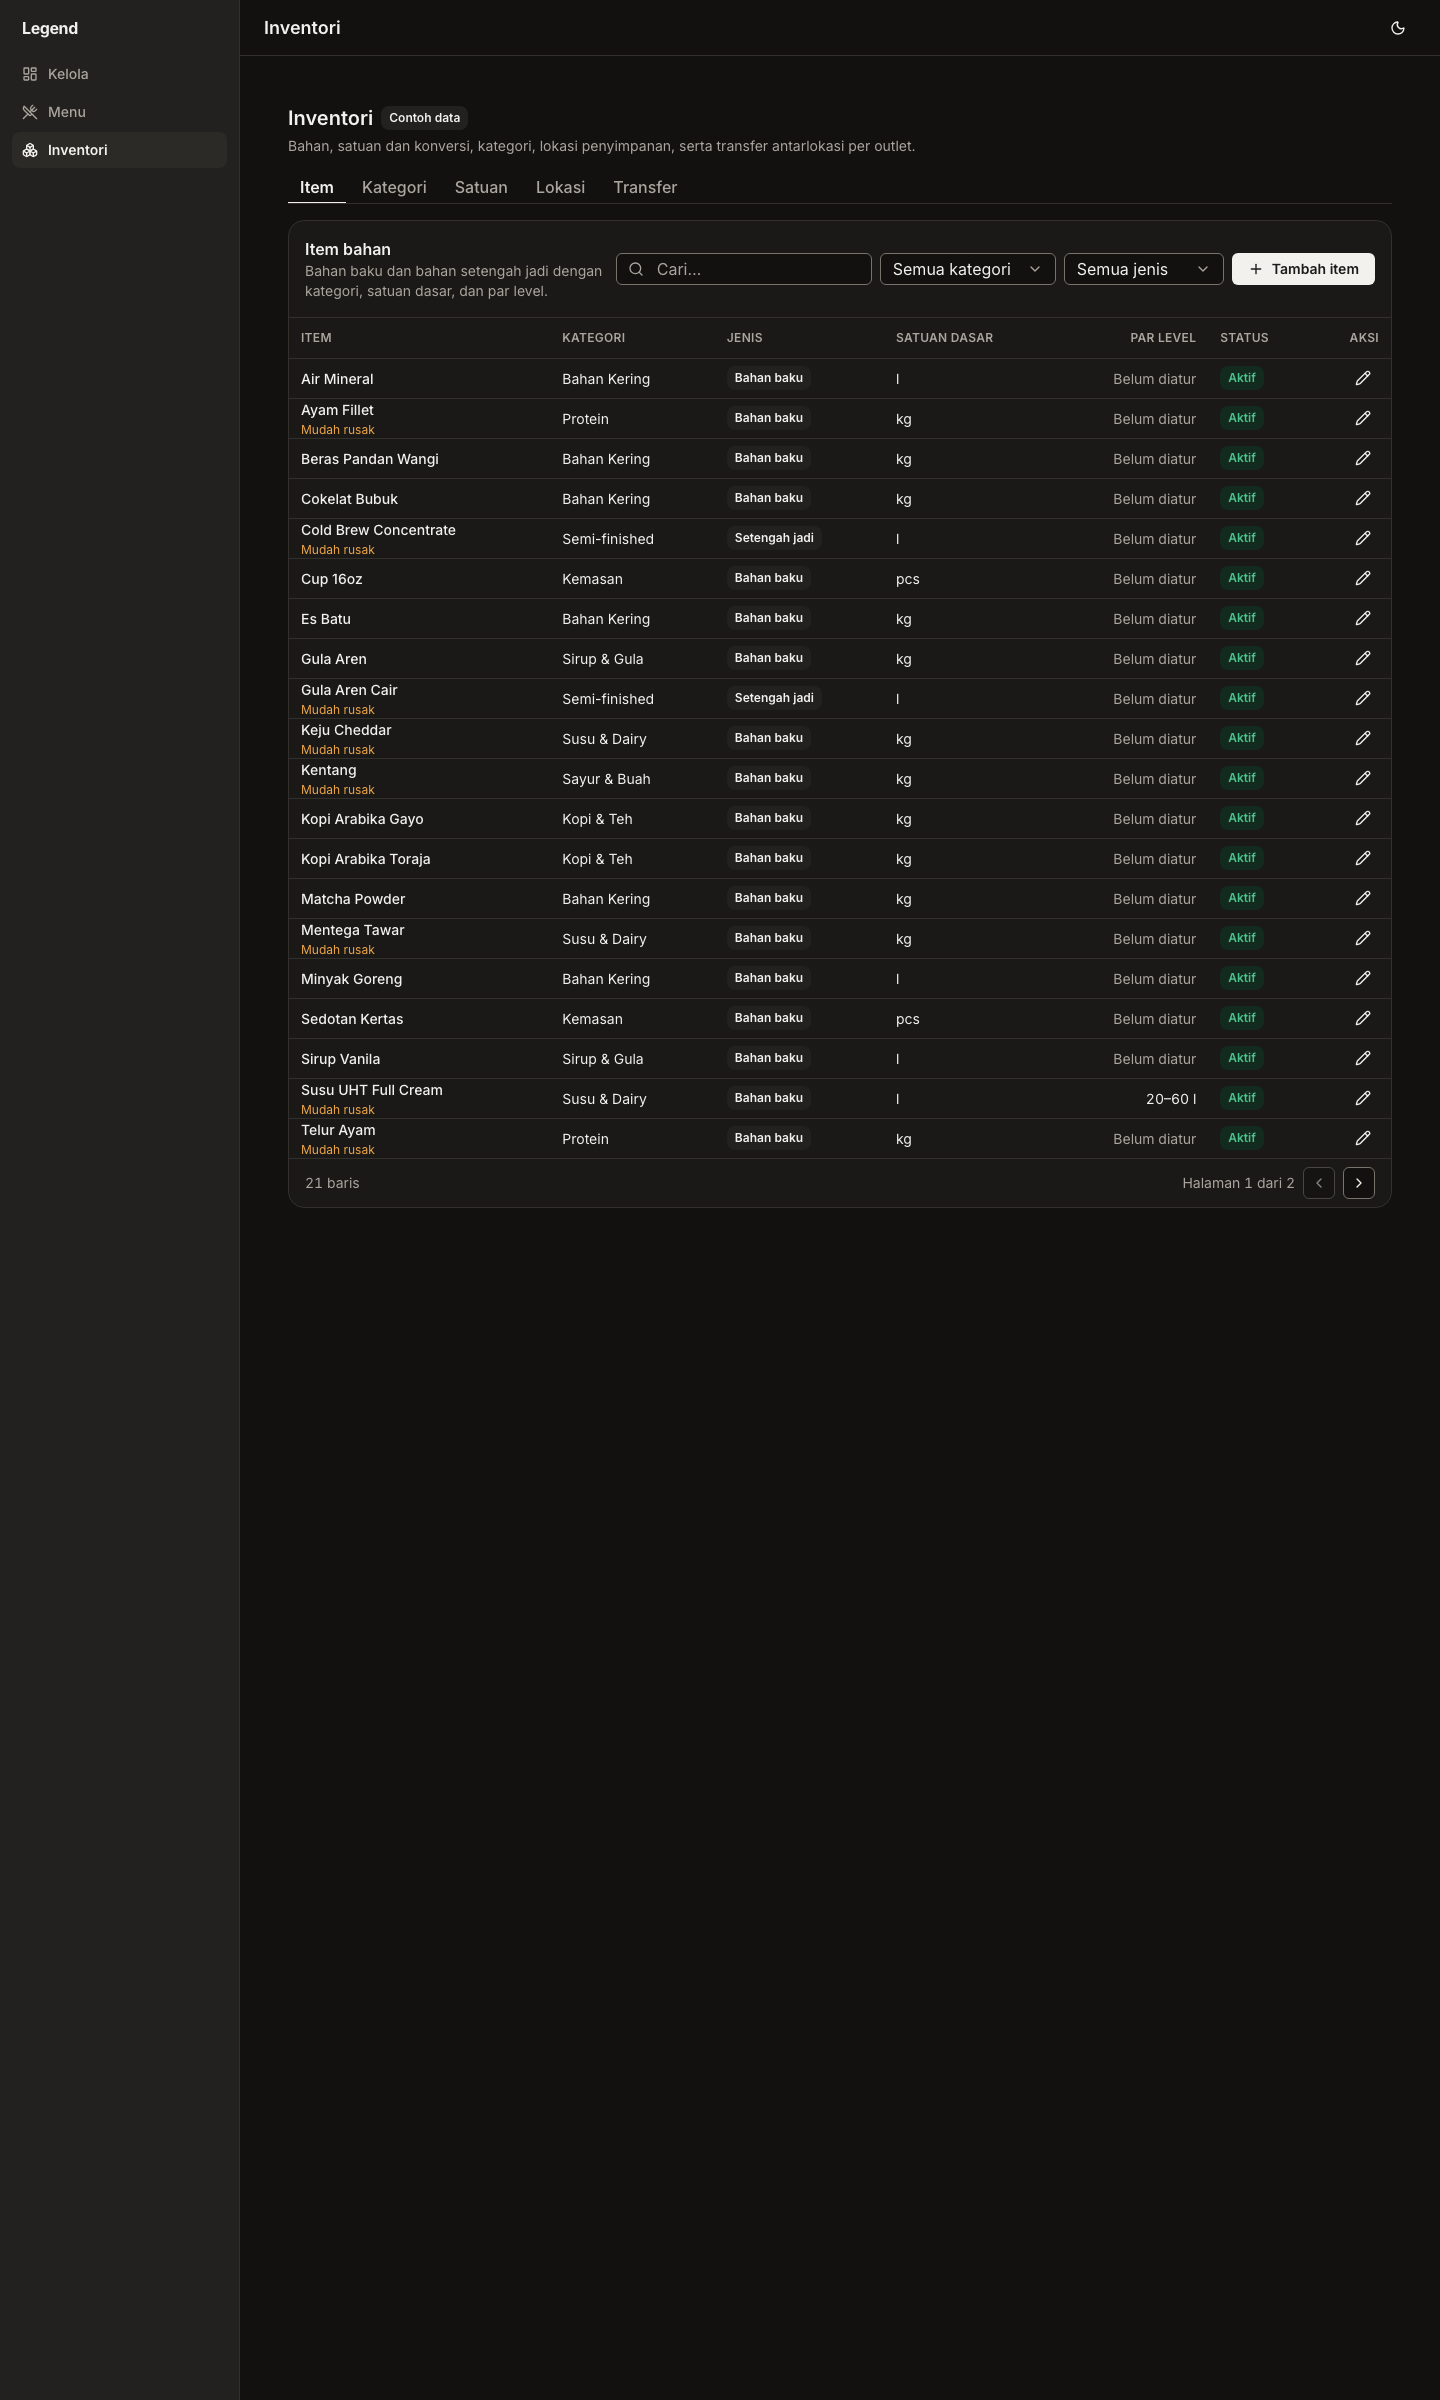 Legend
Inventori
Kelola
Menu
Inventori
Inventori Contoh data
Bahan, satuan dan konversi, kategori, lokasi penyimpanan, serta transfer antarlokasi per outlet.
Item Kategori Satuan Lokasi Transfer
Item bahan
Bahan baku dan bahan setengah jadi dengan
kategori, satuan dasar, dan par level.
Cari... Semua kategori Semua jenis Tambah item
ITEM KATEGORI JENIS SATUAN DASAR PAR LEVEL STATUS AKSI
Air Mineral Bahan Kering Bahan baku l Belum diatur Aktif
Ayam Fillet Protein Bahan baku kg Belum diatur Aktif
Mudah rusak
Beras Pandan Wangi Bahan Kering Bahan baku kg Belum diatur Aktif
Cokelat Bubuk Bahan Kering Bahan baku kg Belum diatur Aktif
Cold Brew Concentrate Semi-finished Setengah jadi l Belum diatur Aktif
Mudah rusak
Cup 16oz Kemasan Bahan baku pcs Belum diatur Aktif
Es Batu Bahan Kering Bahan baku kg Belum diatur Aktif
Gula Aren Sirup & Gula Bahan baku kg Belum diatur Aktif
Gula Aren Cair Semi-finished Setengah jadi l Belum diatur Aktif
Mudah rusak
Keju Cheddar Susu & Dairy Bahan baku kg Belum diatur Aktif
Mudah rusak
Kentang Sayur & Buah Bahan baku kg Belum diatur Aktif
Mudah rusak
Kopi Arabika Gayo Kopi & Teh Bahan baku kg Belum diatur Aktif
Kopi Arabika Toraja Kopi & Teh Bahan baku kg Belum diatur Aktif
Matcha Powder Bahan Kering Bahan baku kg Belum diatur Aktif
Mentega Tawar Susu & Dairy Bahan baku kg Belum diatur Aktif
Mudah rusak
Minyak Goreng Bahan Kering Bahan baku l Belum diatur Aktif
Sedotan Kertas Kemasan Bahan baku pcs Belum diatur Aktif
Sirup Vanila Sirup & Gula Bahan baku l Belum diatur Aktif
Susu UHT Full Cream Susu & Dairy Bahan baku l 20–60 l Aktif
Mudah rusak
Telur Ayam Protein Bahan baku kg Belum diatur Aktif
Mudah rusak
21 baris Halaman 1 dari 2